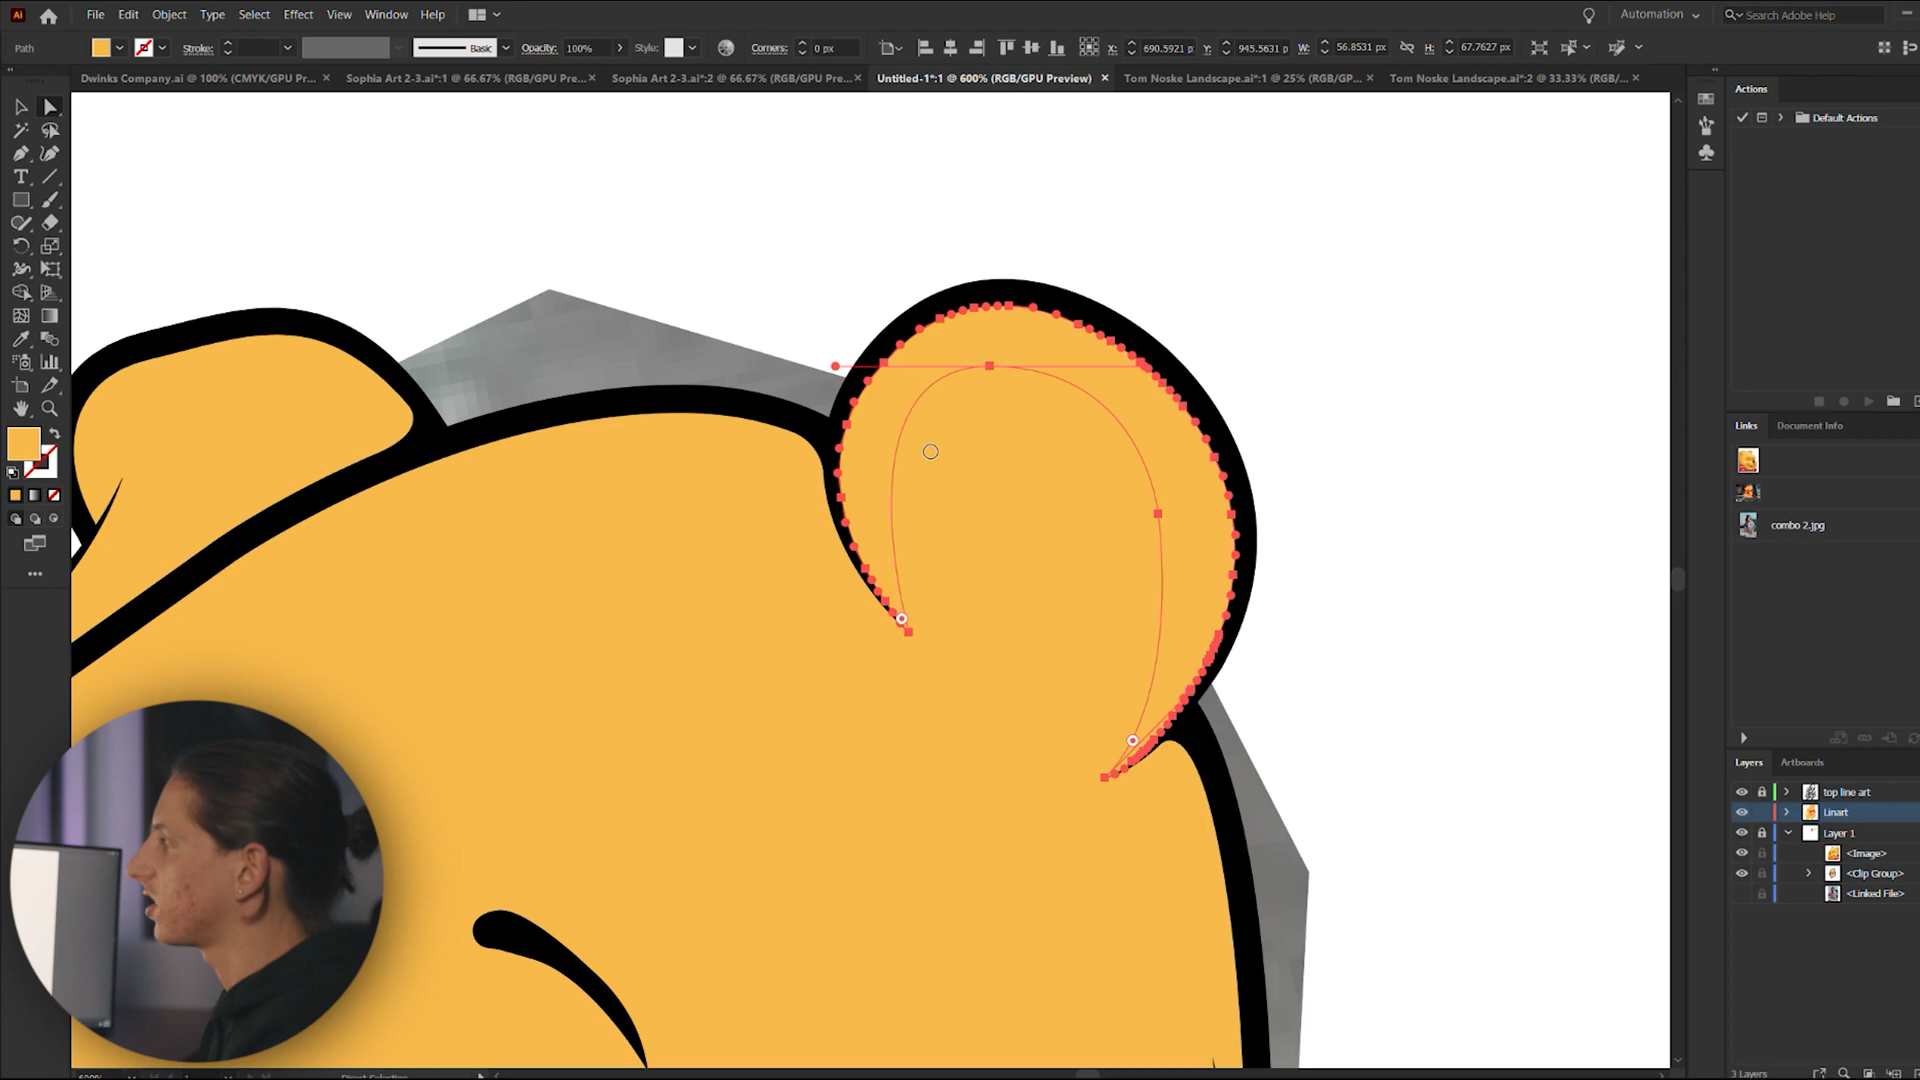 Ai File Edit Object Type Select Effect View Window Help Automation Search Adobe Help
Path Stroke: Basic Opacity: 100% Style: Corners: 0 px X: 690.5921 p Y: 945.5631 p W: 56.8531 px H: 67.7627 px
Dwinks Company.ai @ 100% (CMYK/GPU Pr... × Sophia Art 2-3.ai*:1 @ 66.67% (RGB/GPU Pre... × Sophia Art 2-3.ai*:2 @ 66.67% (RGB/GPU Pre... × Untitled-1*:1 @ 600% (RGB/GPU Preview) × Tom Noske Landscape.ai*:1 @ 25% (RGB/GP... × Tom Noske Landscape.ai*:2 @ 33.33% (RGB/... ×
Actions
Default Actions
Links Document Info
combo 2.jpg
Layers Artboards
top line art
Linart
Layer 1
<Image>
<Clip Group>
<Linked File>
3 Layers